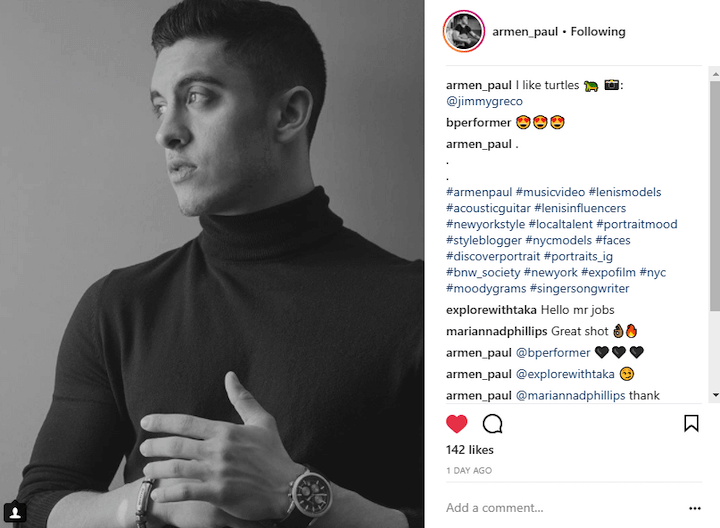 armen_paul • Following
armen_paul I like turtles 🐢 📷:
@jimmygreco
bperformer 😍😍😍
armen_paul .
.
.
#armenpaul #musicvideo #lenismodels
#acousticguitar #lenisinfluencers
#newyorkstyle #localtalent #portraitmood
#styleblogger #nycmodels #faces
#discoverportrait #portraits_ig
#bnw_society #newyork #expofilm #nyc
#moodygrams #singersongwriter
explorewithtaka Hello mr jobs
mariannadphillips Great shot 👌🏿🔥
armen_paul @bperformer 🖤🖤🖤
armen_paul @explorewithtaka 😏
armen_paul @mariannadphillips thank
142 likes
1 DAY AGO
Add a comment...